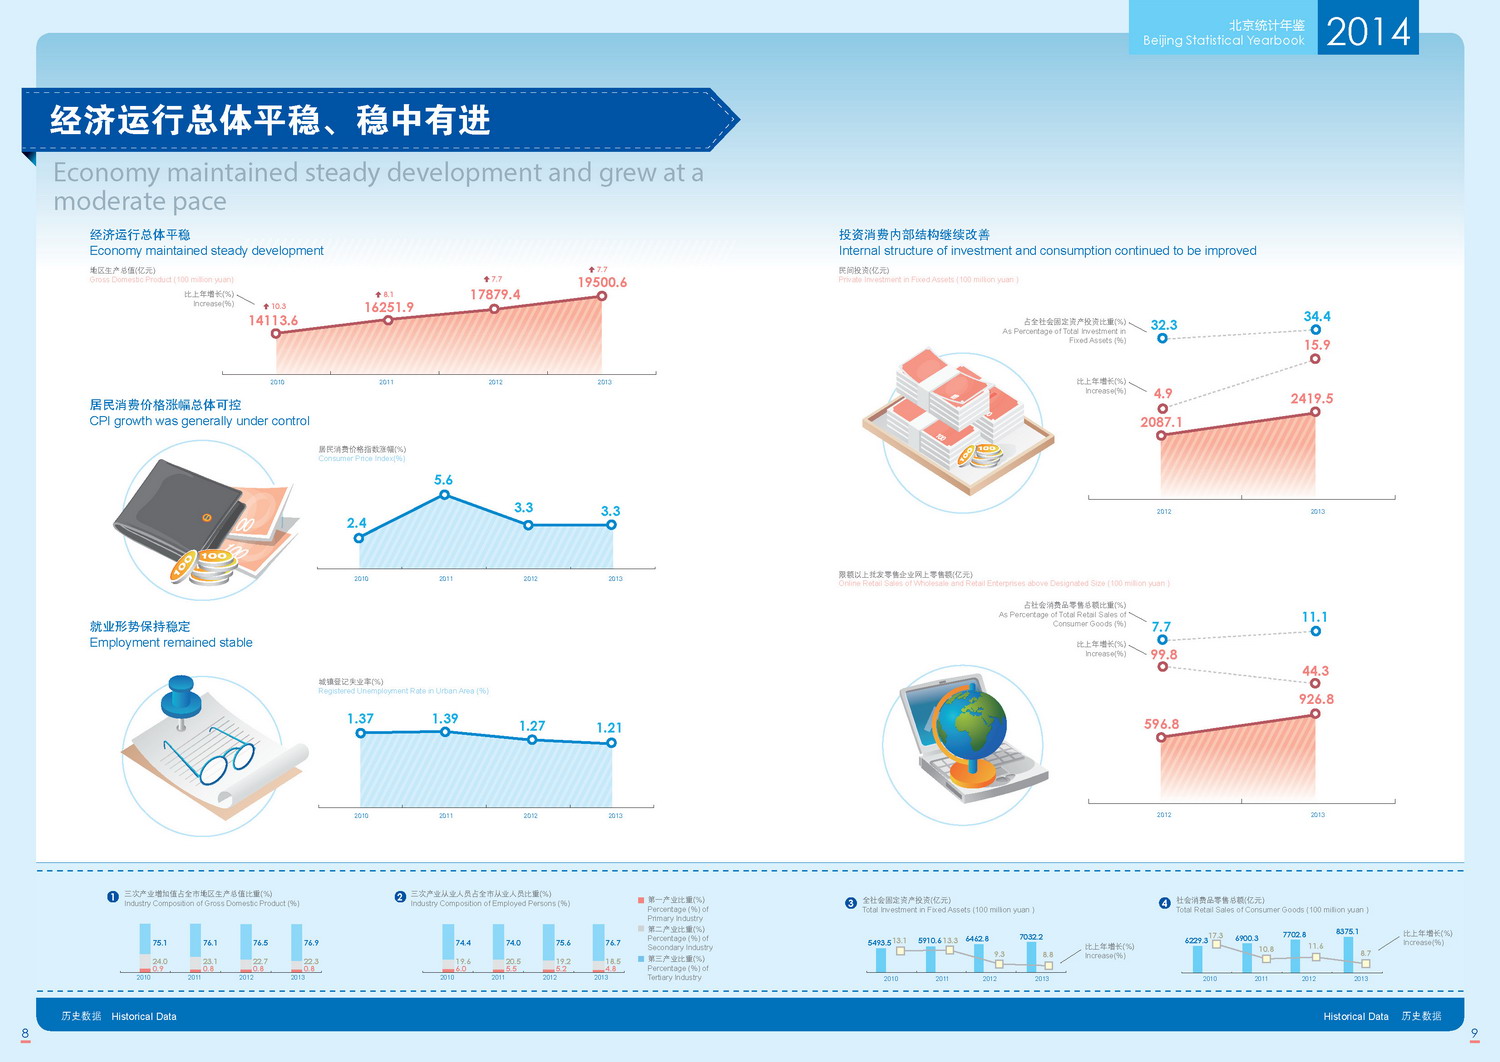 北京统计年鉴
Beijing Statistical Yearbook
2014
经济运行总体平稳、稳中有进
Economy maintained steady development and grew at a
moderate pace
经济运行总体平稳
Economy maintained steady development
地区生产总值(亿元)
Gross Domestic Product (100 million yuan)
比上年增长(%)
Increase(%)
10.3
8.1
7.7
7.7
14113.6
16251.9
17879.4
19500.6
2010
2011
2012
2013
居民消费价格涨幅总体可控
CPI growth was generally under control
居民消费价格指数涨幅(%)
Consumer Price Index(%)
100
100
100
100
2.4
5.6
3.3
3.3
2010
2011
2012
2013
就业形势保持稳定
Employment remained stable
城镇登记失业率(%)
Registered Unemployment Rate in Urban Area (%)
1.37
1.39
1.27
1.21
2010
2011
2012
2013
投资消费内部结构继续改善
Internal structure of investment and consumption continued to be improved
民间投资(亿元)
Private Investment in Fixed Assets (100 million yuan )
占全社会固定资产投资比重(%)
As Percentage of Total Investment in
Fixed Assets (%)
32.3
34.4
比上年增长(%)
Increase(%)
4.9
15.9
2087.1
2419.5
100
100
2012
2013
限额以上批发零售企业网上零售额(亿元)
Online Retail Sales of Wholesale and Retail Enterprises above Designated Size (100 million yuan )
占社会消费品零售总额比重(%)
As Percentage of Total Retail Sales of
Consumer Goods (%)
7.7
11.1
比上年增长(%)
Increase(%)
99.8
44.3
596.8
926.8
2012
2013
1
三次产业增加值占全市地区生产总值比重(%)
Industry Composition of Gross Domestic Product (%)
75.1
76.1
76.5
76.9
24.0
23.1
22.7
22.3
0.9
0.8
0.8
0.8
2010
2011
2012
2013
2
三次产业从业人员占全市从业人员比重(%)
Industry Composition of Employed Persons (%)
74.4
74.0
75.6
76.7
19.6
20.5
19.2
18.5
6.0
5.5
5.2
4.8
2010
2011
2012
2013
第一产业比重(%)
Percentage (%) of
Primary Industry
第二产业比重(%)
Percentage (%) of
Secondary Industry
第三产业比重(%)
Percentage (%) of
Tertiary Industry
3
全社会固定资产投资(亿元)
Total Investment in Fixed Assets (100 million yuan )
5493.5
13.1
5910.6
13.3
6462.8
9.3
7032.2
8.8
比上年增长(%)
Increase(%)
2010
2011
2012
2013
4
社会消费品零售总额(亿元)
Total Retail Sales of Consumer Goods (100 million yuan )
6229.3
17.3
6900.3
10.8
7702.8
11.6
8375.1
8.7
比上年增长(%)
Increase(%)
2010
2011
2012
2013
历史数据 Historical Data
Historical Data 历史数据
8
9